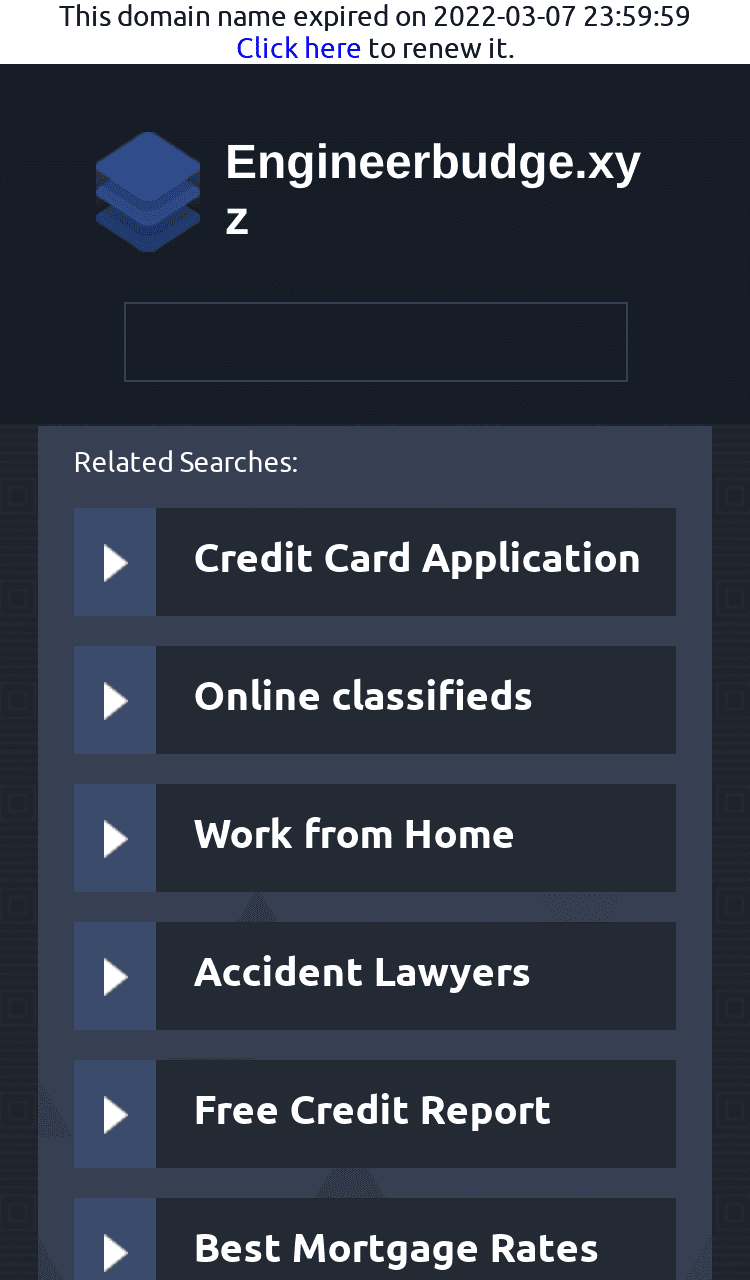 This domain name expired on 2022-03-07 23:59:59
Click here to renew it.
Engineerbudge.xy
z
Related Searches:
Credit Card Application
Online classifieds
Work from Home
Accident Lawyers
Free Credit Report
Best Mortgage Rates